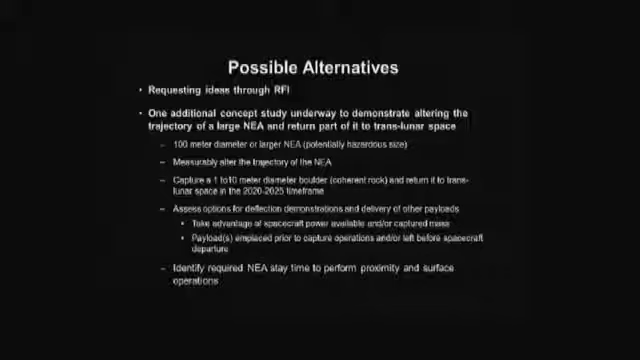 Possible Alternatives
• Requesting ideas through RFI
• One additional concept study underway to demonstrate altering the
trajectory of a large NEA and return part of it to trans-lunar space
– 100 meter diameter or larger NEA (potentially hazardous size)
– Measurably alter the trajectory of the NEA
– Capture a 1 to10 meter diameter boulder (coherent rock) and return it to trans-
lunar space in the 2020-2025 timeframe
– Assess options for deflection demonstrations and delivery of other payloads
• Take advantage of spacecraft power available and/or captured mass
• Payload(s) emplaced prior to capture operations and/or left before spacecraft
departure
– Identify required NEA stay time to perform proximity and surface
operations